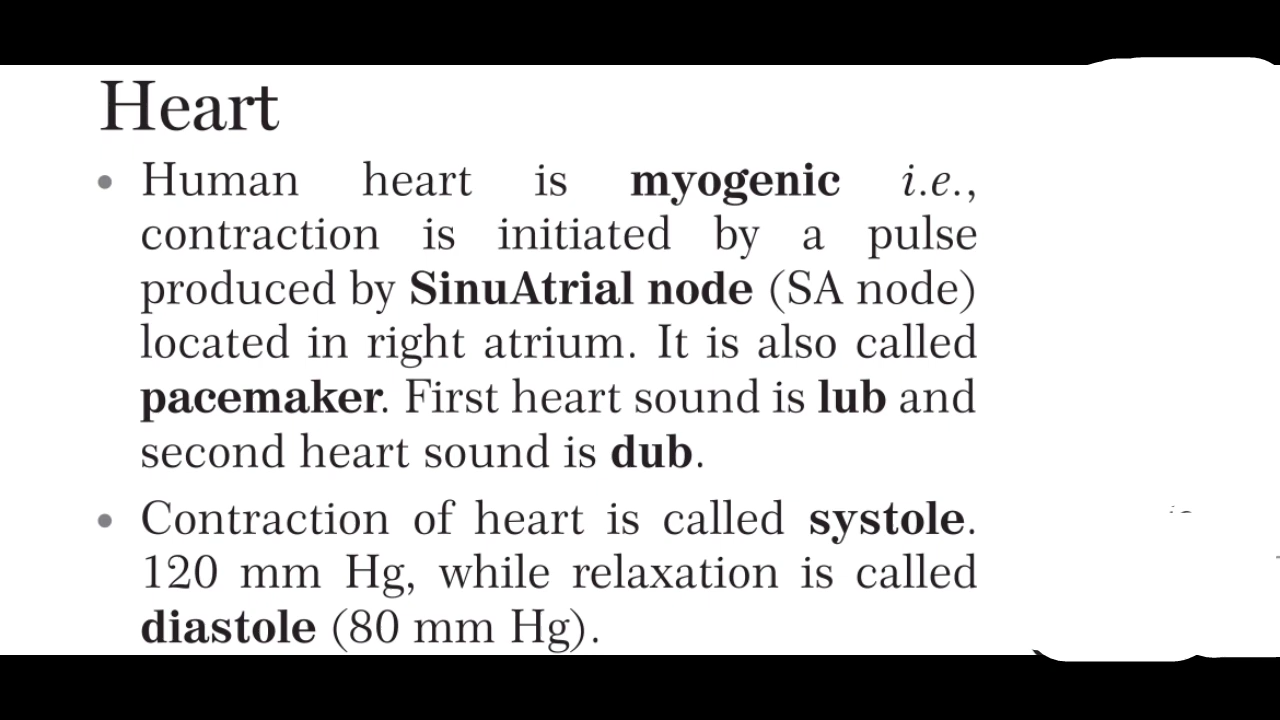 Heart
• Human heart is myogenic i.e.,
contraction is initiated by a pulse
produced by SinuAtrial node (SA node)
located in right atrium. It is also called
pacemaker. First heart sound is lub and
second heart sound is dub.
• Contraction of heart is called systole.
120 mm Hg, while relaxation is called
diastole (80 mm Hg).